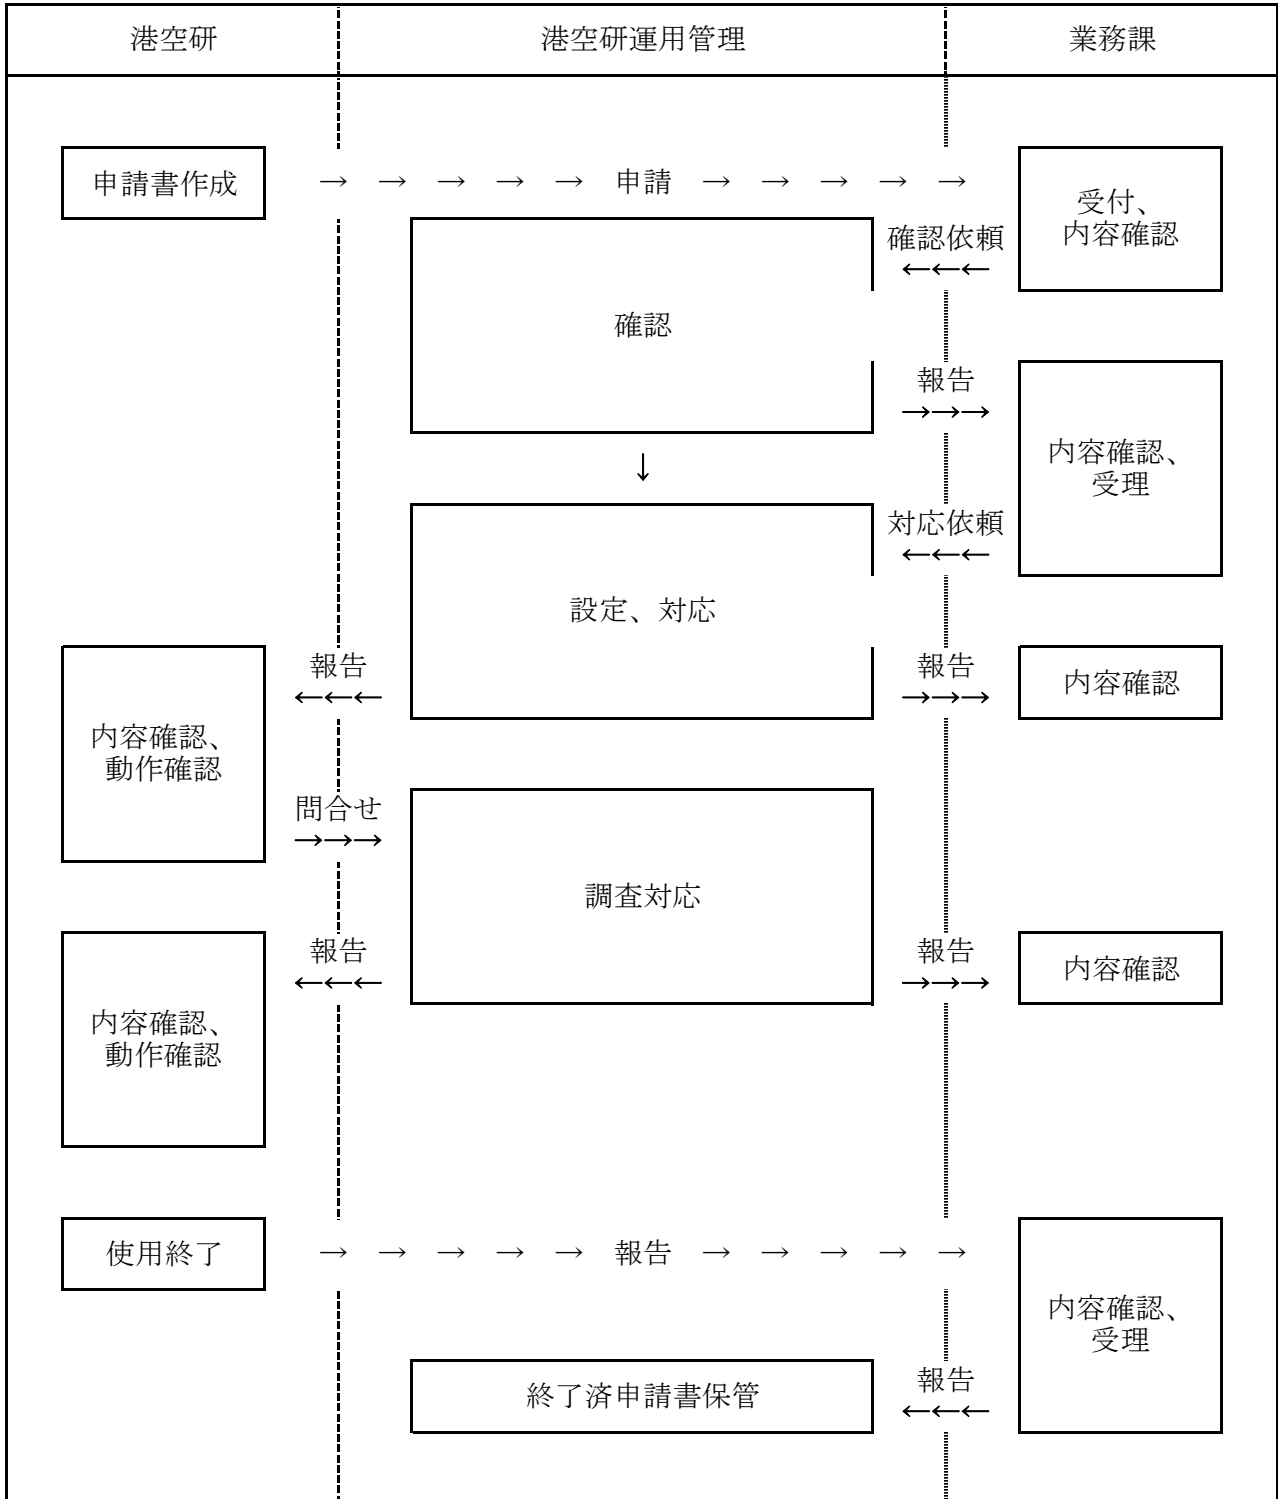 港空研 港空研運用管理 業務課
申請書作成 → → → → → 申請 → → → → →
受付、
内容確認
確認依頼
←←←
確認
報告
→→→
内容確認、
受理
↓
対応依頼
←←←
設定、対応
報告
←←←
報告
→→→
内容確認
内容確認、
動作確認
問合せ
→→→
調査対応
報告
←←←
報告
→→→
内容確認
内容確認、
動作確認
使用終了 → → → → → 報告 → → → → →
内容確認、
受理
報告
←←←
終了済申請書保管